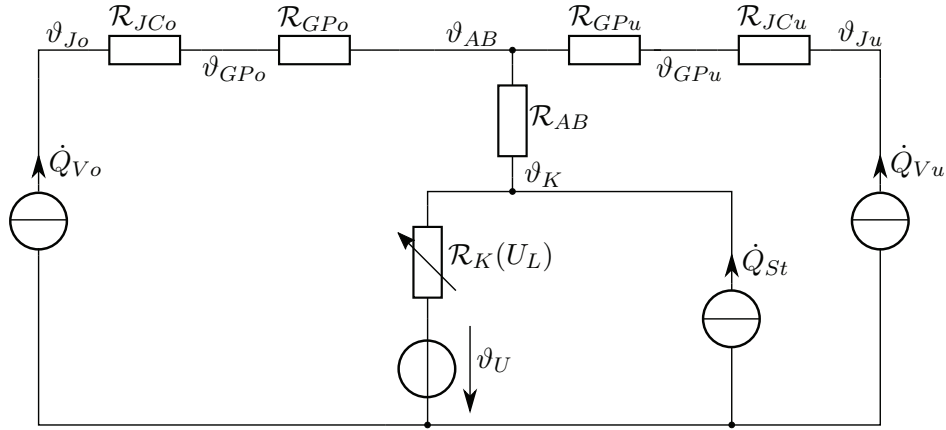 ℛ_JCo ℛ_GPo ℛ_GPu ℛ_JCu
ϑ_Jo ϑ_GPo ϑ_AB ϑ_GPu ϑ_Ju
ℛ_AB
Q̇_Vo ϑ_K Q̇_Vu
ℛ_K(U_L) Q̇_St
ϑ_U